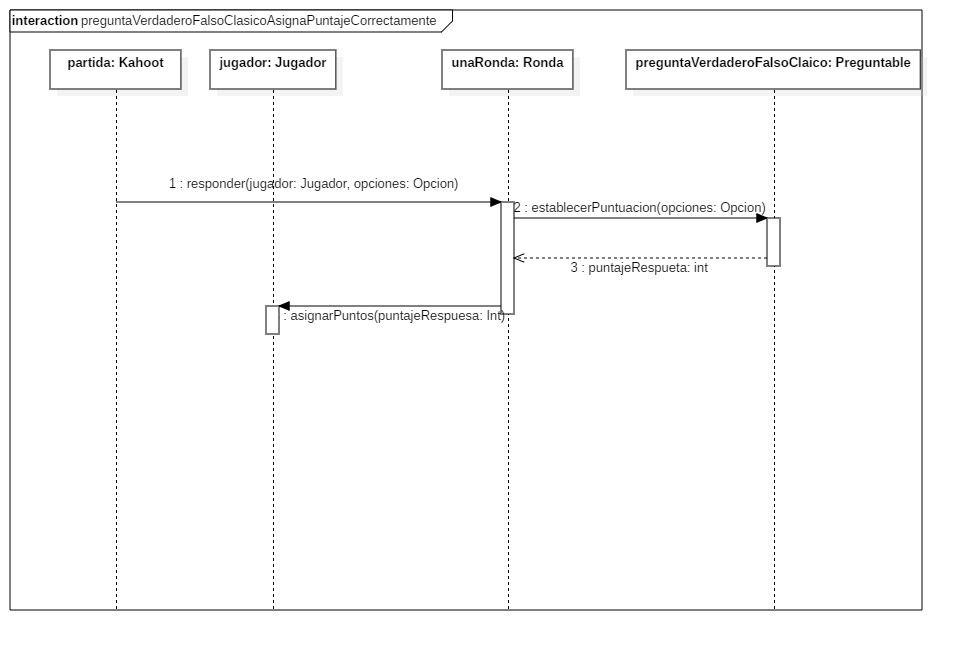 interaction preguntaVerdaderoFalsoClasicoAsignaPuntajeCorrectamente
partida: Kahoot
jugador: Jugador
unaRonda: Ronda
preguntaVerdaderoFalsoClaico: Preguntable
1 : responder(jugador: Jugador, opciones: Opcion)
2 : establecerPuntuacion(opciones: Opcion)
3 : puntajeRespueta: int
: asignarPuntos(puntajeRespuesa: Int)